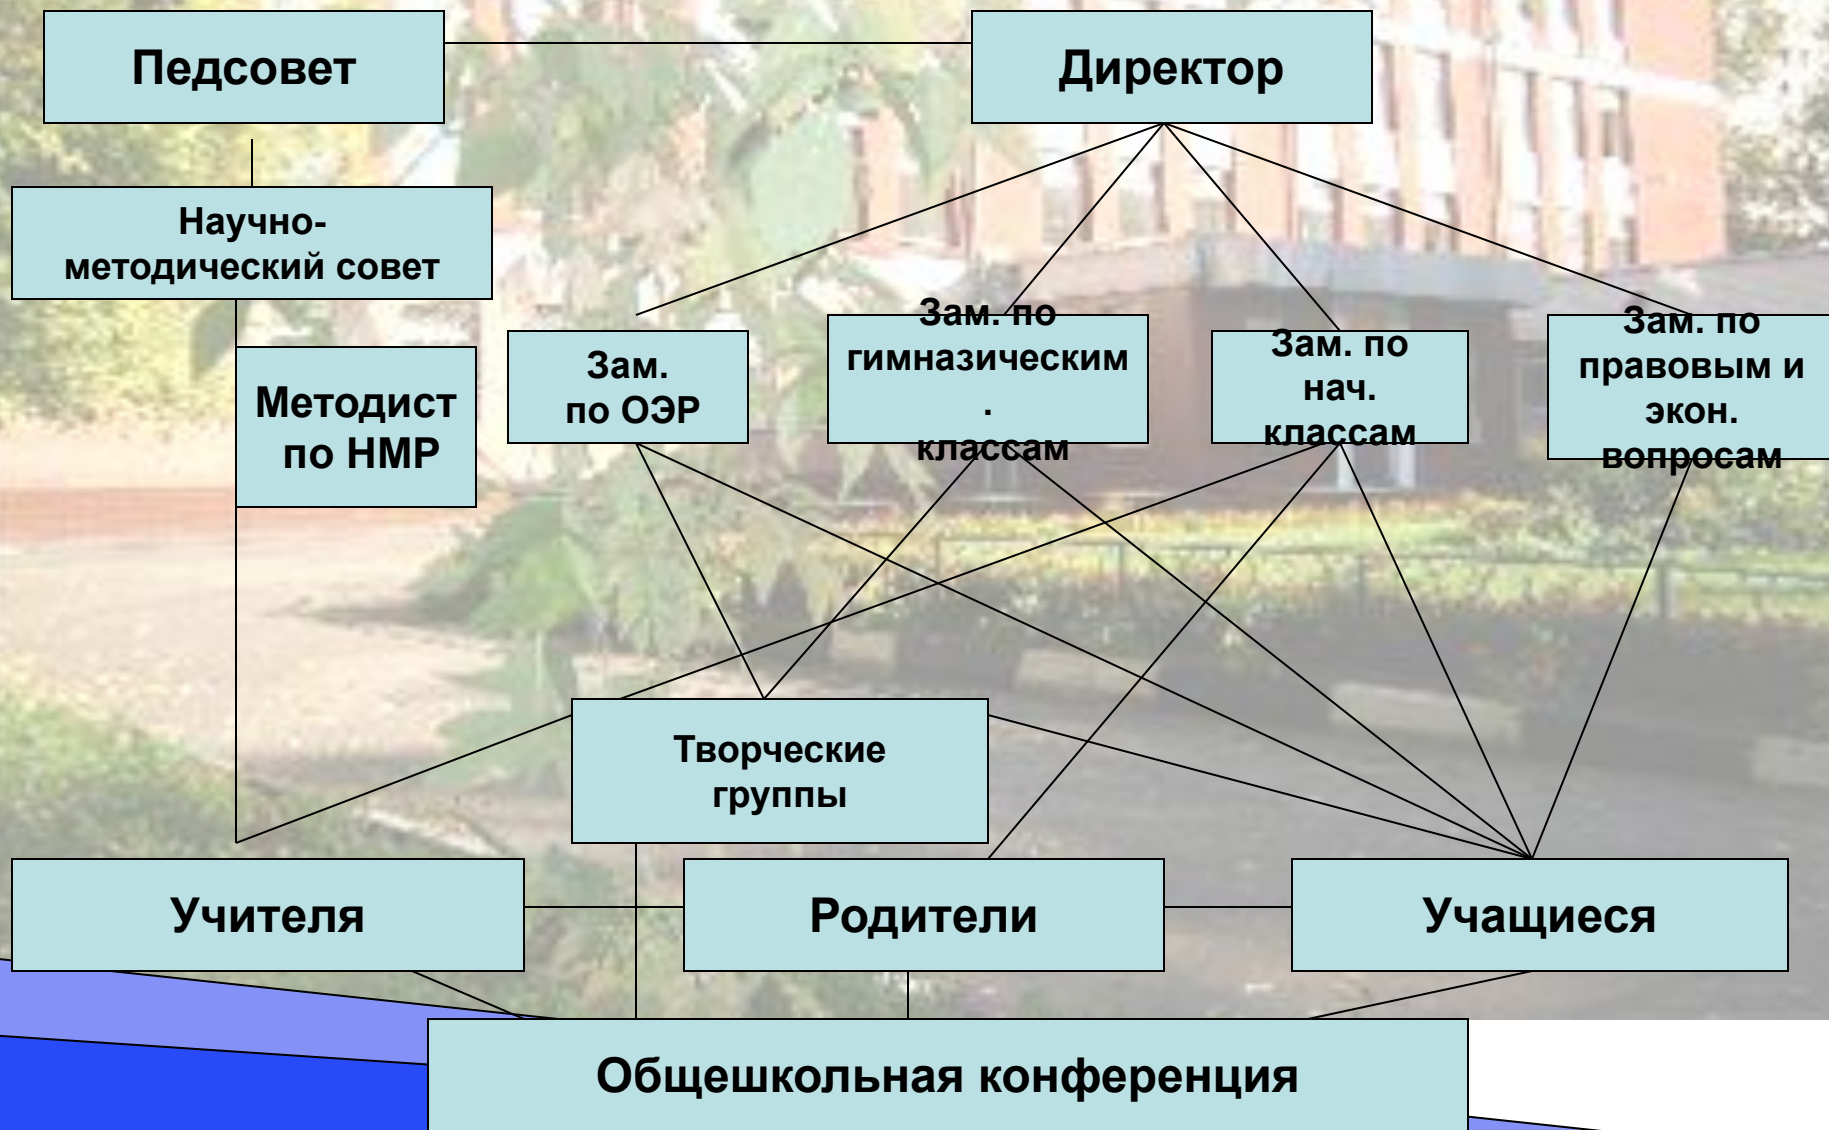 Педсовет
Директор
Научно-
методический совет
Методист
по НМР
Зам.
по ОЭР
Зам. по
гимназическим
.
классам
Зам. по
нач.
классам
Зам. по
правовым и
экон.
вопросам
Творческие
группы
Учителя
Родители
Учащиеся
Общешкольная конференция